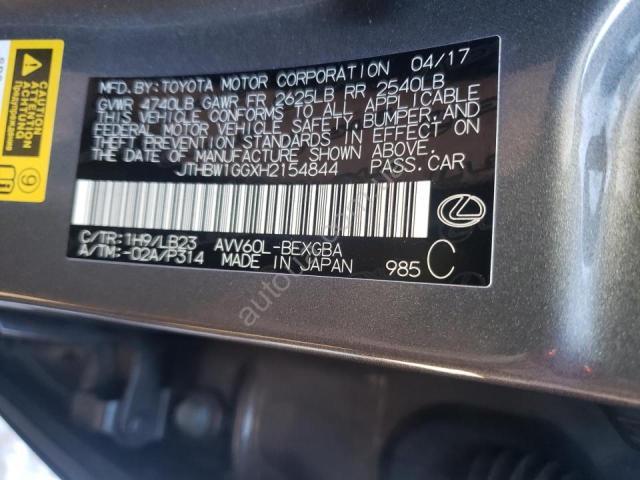 MFD.BY:TOYOTA MOTOR CORPORATION 04/17
GVWR 4740LB GAWR FR 2625LB RR 2540LB
THIS VEHICLE CONFORMS TO ALL APPLICABLE
FEDERAL MOTOR VEHICLE SAFETY,BUMPER,AND
THEFT PREVENTION STANDARDS IN EFFECT ON
THE DATE OF MANUFACTURE SHOWN ABOVE.
JTHBW1GGXH2154844 PASS.CAR
C/TR:1H9/LB23 AVV60L-BEXGBA
A/TM:-02A/P314 MADE IN JAPAN 985 C
ATTENTION
ACHTUNG